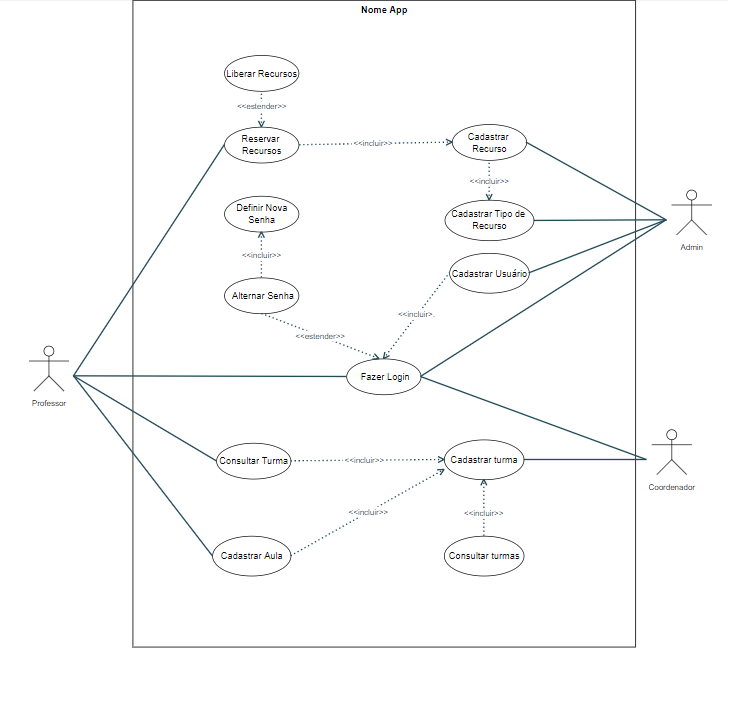 Nome App
Liberar Recursos
<<estender>>
Reservar
Recursos
<<incluir>>
Cadastrar
Recurso
<<incluir>>
Definir Nova
Senha
Cadastrar Tipo de
Recurso
Admin
<<incluir>>
Cadastrar Usuário
Alternar Senha
<<incluir>.
<<estender>>
Fazer Login
Professor
Consultar Turma
<<incluir>>
Cadastrar turma
Coordenador
<<incluir>>
<<incluir>>
Cadastrar Aula
Consultar turmas